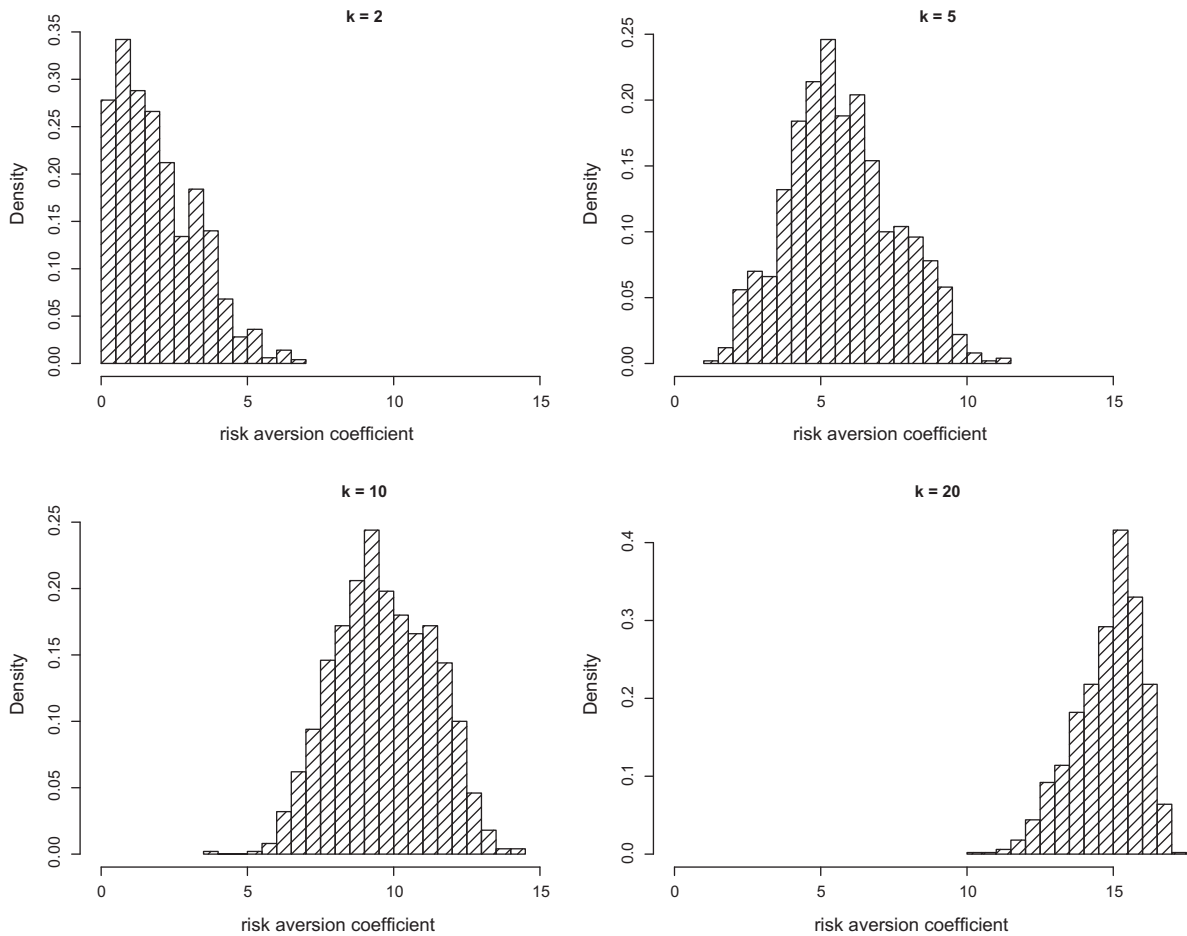 k = 2
0.00 0.05 0.10 0.15 0.20 0.25 0.30 0.35
Density
0 5 10 15
risk aversion coefficient
k = 5
0.00 0.05 0.10 0.15 0.20 0.25
Density
0 5 10 15
risk aversion coefficient
k = 10
0.00 0.05 0.10 0.15 0.20 0.25
Density
0 5 10 15
risk aversion coefficient
k = 20
0.0 0.1 0.2 0.3 0.4
Density
0 5 10 15
risk aversion coefficient